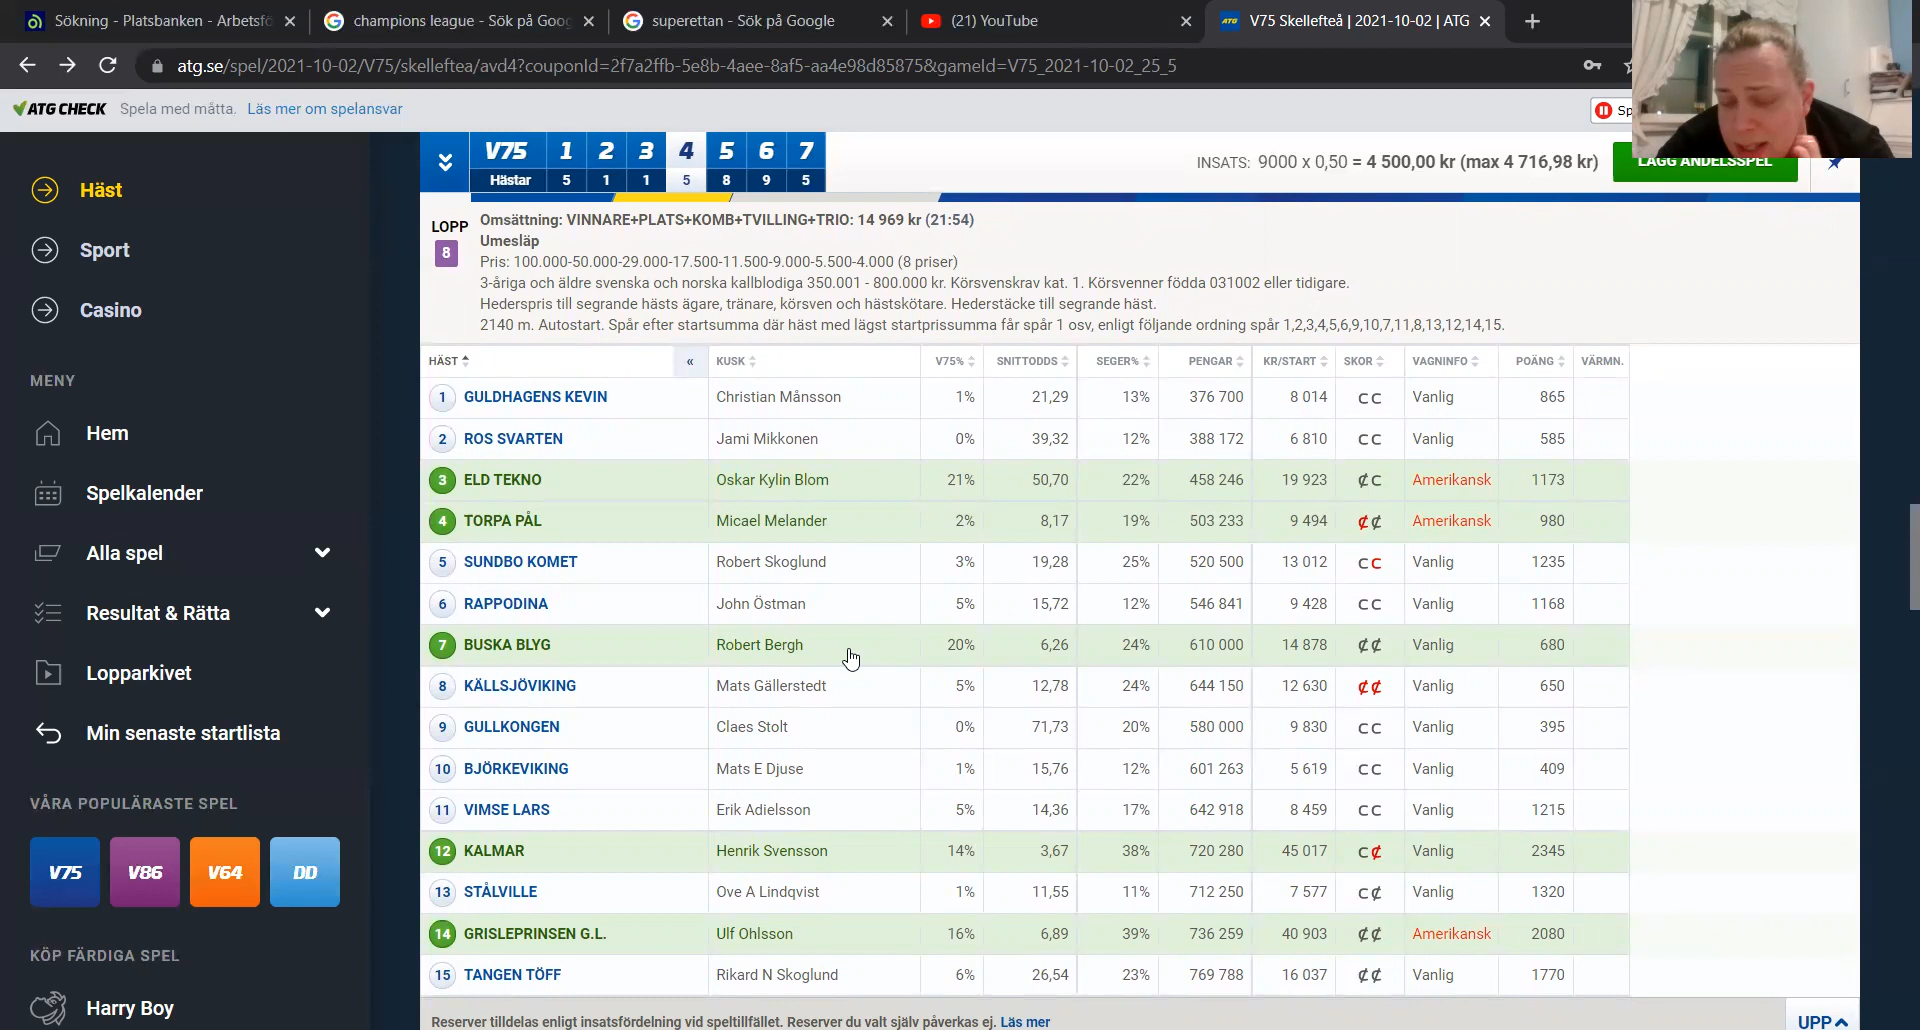 Sökning - Platsbanken - Arbetsfö
champions league - Sök på Goog
superettan - Sök på Google
(21) YouTube
ATG V75 Skellefteå | 2021-10-02 | ATG
atg.se/spel/2021-10-02/V75/skelleftea/avd4?couponId=2f7a2ffb-5e8b-4aee-8af5-aa4e98d85875&gameId=V75_2021-10-02_25_5
ATG CHECK Spela med måtta. Läs mer om spelansvar
Sp
Häst
Sport
Casino
MENY
Hem
Spelkalender
Alla spel
Resultat & Rätta
Lopparkivet
Min senaste startlista
VÅRA POPULÄRASTE SPEL
V75 V86 V64 DD
KÖP FÄRDIGA SPEL
Harry Boy
V75 1 2 3 4 5 6 7
Hästar 5 1 1 5 8 9 5
INSATS: 9000 x 0,50 = 4 500,00 kr (max 4 716,98 kr)
LÄGG ANDELSSPEL
LOPP
8
Omsättning: VINNARE+PLATS+KOMB+TVILLING+TRIO: 14 969 kr (21:54)
Umesläp
Pris: 100.000-50.000-29.000-17.500-11.500-9.000-5.500-4.000 (8 priser)
3-åriga och äldre svenska och norska kallblodiga 350.001 - 800.000 kr. Körsvenskrav kat. 1. Körsvenner födda 031002 eller tidigare.
Hederspris till segrande hästs ägare, tränare, körsven och hästskötare. Hederstäcke till segrande häst.
2140 m. Autostart. Spår efter startsumma där häst med lägst startprissumma får spår 1 osv, enligt följande ordning spår 1,2,3,4,5,6,9,10,7,11,8,13,12,14,15.
HÄST « KUSK V75% SNITTODDS SEGER% PENGAR KR/START SKOR VAGNINFO POÄNG VÄRMN.
1 GULDHAGENS KEVIN Christian Månsson 1% 21,29 13% 376 700 8 014 C C Vanlig 865
2 ROS SVARTEN Jami Mikkonen 0% 39,32 12% 388 172 6 810 C C Vanlig 585
3 ELD TEKNO Oskar Kylin Blom 21% 50,70 22% 458 246 19 923 ₵ C Amerikansk 1173
4 TORPA PÅL Micael Melander 2% 8,17 19% 503 233 9 494 ₵ ₵ Amerikansk 980
5 SUNDBO KOMET Robert Skoglund 3% 19,28 25% 520 500 13 012 C C Vanlig 1235
6 RAPPODINA John Östman 5% 15,72 12% 546 841 9 428 C C Vanlig 1168
7 BUSKA BLYG Robert Bergh 20% 6,26 24% 610 000 14 878 ₵ ₵ Vanlig 680
8 KÄLLSJÖVIKING Mats Gällerstedt 5% 12,78 24% 644 150 12 630 ₵ ₵ Vanlig 650
9 GULLKONGEN Claes Stolt 0% 71,73 20% 580 000 9 830 C C Vanlig 395
10 BJÖRKEVIKING Mats E Djuse 1% 15,76 12% 601 263 5 619 C C Vanlig 409
11 VIMSE LARS Erik Adielsson 5% 14,36 17% 642 918 8 459 C C Vanlig 1215
12 KALMAR Henrik Svensson 14% 3,67 38% 720 280 45 017 C ₵ Vanlig 2345
13 STÅLVILLE Ove A Lindqvist 1% 11,55 11% 712 250 7 577 C ₵ Vanlig 1320
14 GRISLEPRINSEN G.L. Ulf Ohlsson 16% 6,89 39% 736 259 40 903 ₵ ₵ Amerikansk 2080
15 TANGEN TÖFF Rikard N Skoglund 6% 26,54 23% 769 788 16 037 ₵ ₵ Vanlig 1770
Reserver tilldelas enligt insatsfördelning vid speltillfället. Reserver du valt själv påverkas ej. Läs mer
UPP